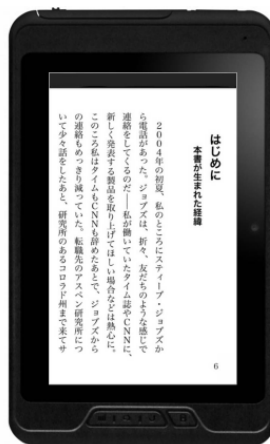 はじめに
本書が生まれた経緯
２００４年の初夏、私のところにスティーブ・ジョブズか
ら電話があった。ジョブズは、折々、友だちのような感じで
連絡をしてくるのだ——私が働いていたタイム誌やＣＮＮに、
新しく発表する製品を取り上げてほしい場合などは熱心に。
このころ私はタイムもＣＮＮも辞めたあとで、ジョブズから
の連絡もめっきり減っていた。転職先のアスペン研究所につ
いて少々話をしたあと、研究所のあるコロラド州まで来てサ
6